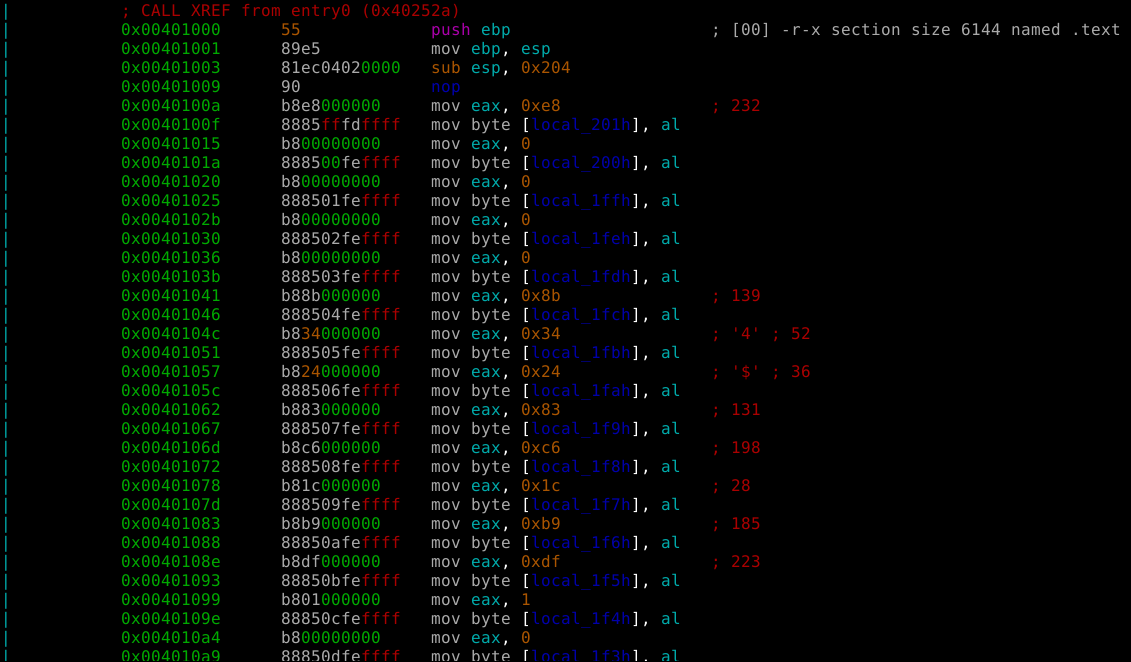 ; CALL XREF from entry0 (0x40252a)
| 0x00401000 55 push ebp ; [00] -r-x section size 6144 named .text
| 0x00401001 89e5 mov ebp, esp
| 0x00401003 81ec04020000 sub esp, 0x204
| 0x00401009 90 nop
| 0x0040100a b8e8000000 mov eax, 0xe8 ; 232
| 0x0040100f 8885fffdffff mov byte [local_201h], al
| 0x00401015 b800000000 mov eax, 0
| 0x0040101a 888500feffff mov byte [local_200h], al
| 0x00401020 b800000000 mov eax, 0
| 0x00401025 888501feffff mov byte [local_1ffh], al
| 0x0040102b b800000000 mov eax, 0
| 0x00401030 888502feffff mov byte [local_1feh], al
| 0x00401036 b800000000 mov eax, 0
| 0x0040103b 888503feffff mov byte [local_1fdh], al
| 0x00401041 b88b000000 mov eax, 0x8b ; 139
| 0x00401046 888504feffff mov byte [local_1fch], al
| 0x0040104c b834000000 mov eax, 0x34 ; '4' ; 52
| 0x00401051 888505feffff mov byte [local_1fbh], al
| 0x00401057 b824000000 mov eax, 0x24 ; '$' ; 36
| 0x0040105c 888506feffff mov byte [local_1fah], al
| 0x00401062 b883000000 mov eax, 0x83 ; 131
| 0x00401067 888507feffff mov byte [local_1f9h], al
| 0x0040106d b8c6000000 mov eax, 0xc6 ; 198
| 0x00401072 888508feffff mov byte [local_1f8h], al
| 0x00401078 b81c000000 mov eax, 0x1c ; 28
| 0x0040107d 888509feffff mov byte [local_1f7h], al
| 0x00401083 b8b9000000 mov eax, 0xb9 ; 185
| 0x00401088 88850afeffff mov byte [local_1f6h], al
| 0x0040108e b8df000000 mov eax, 0xdf ; 223
| 0x00401093 88850bfeffff mov byte [local_1f5h], al
| 0x00401099 b801000000 mov eax, 1
| 0x0040109e 88850cfeffff mov byte [local_1f4h], al
| 0x004010a4 b800000000 mov eax, 0
| 0x004010a9 88850dfeffff mov byte [local_1f3h], al